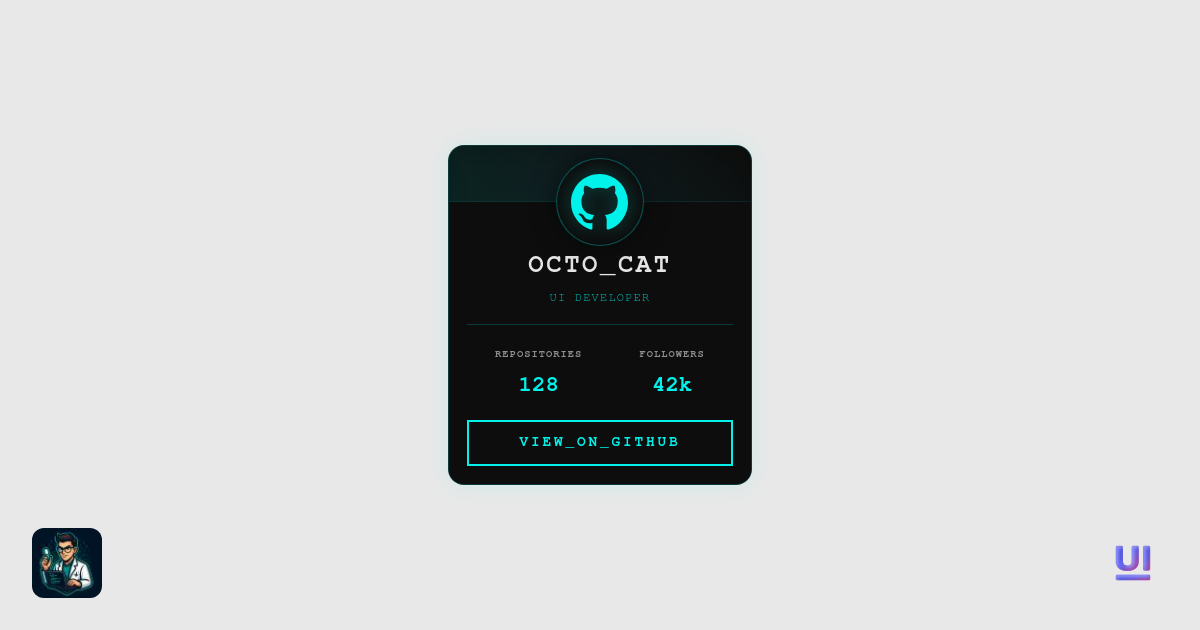 OCTO_CAT
UI DEVELOPER
REPOSITORIES FOLLOWERS
128 42k
VIEW_ON_GITHUB
UI